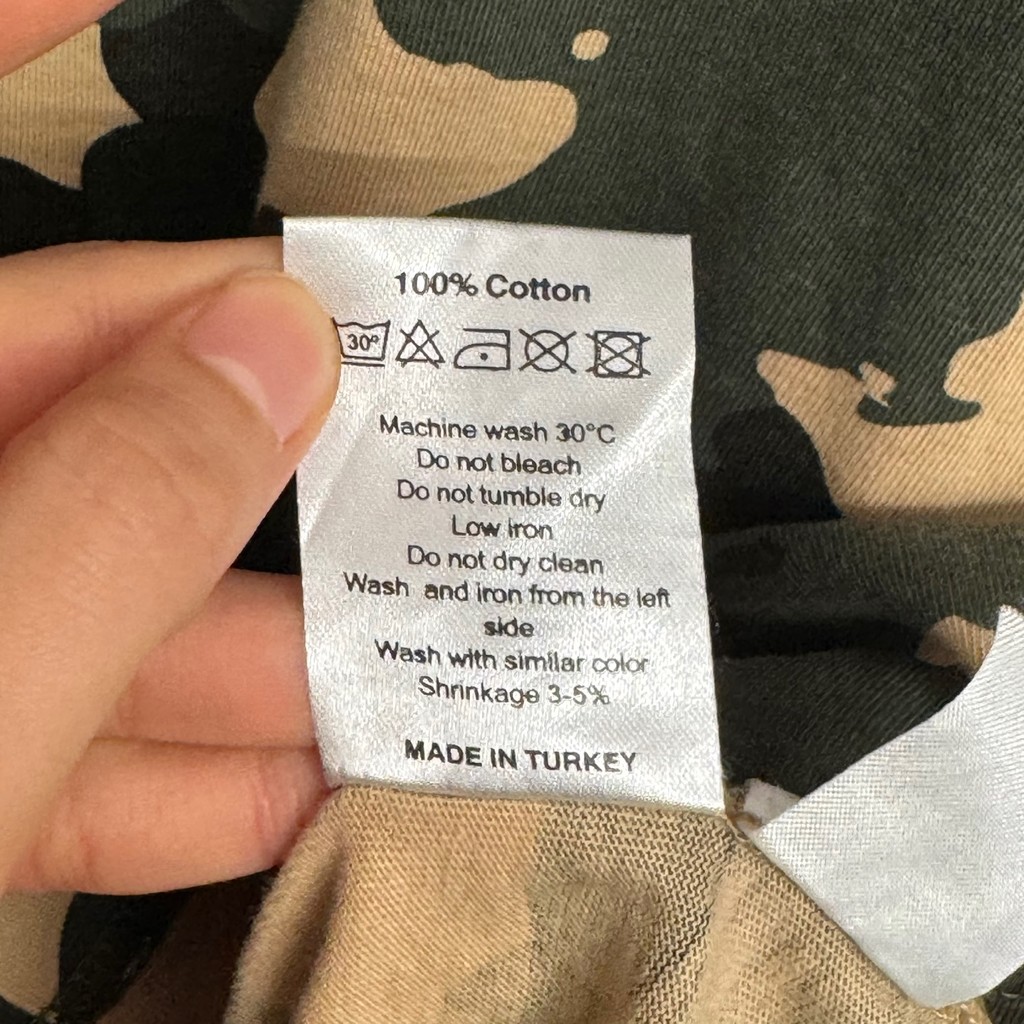 100% Cotton
30°
Machine wash 30°C
Do not bleach
Do not tumble dry
Low iron
Do not dry clean
Wash and iron from the left
side
Wash with similar color
Shrinkage 3-5%
MADE IN TURKEY